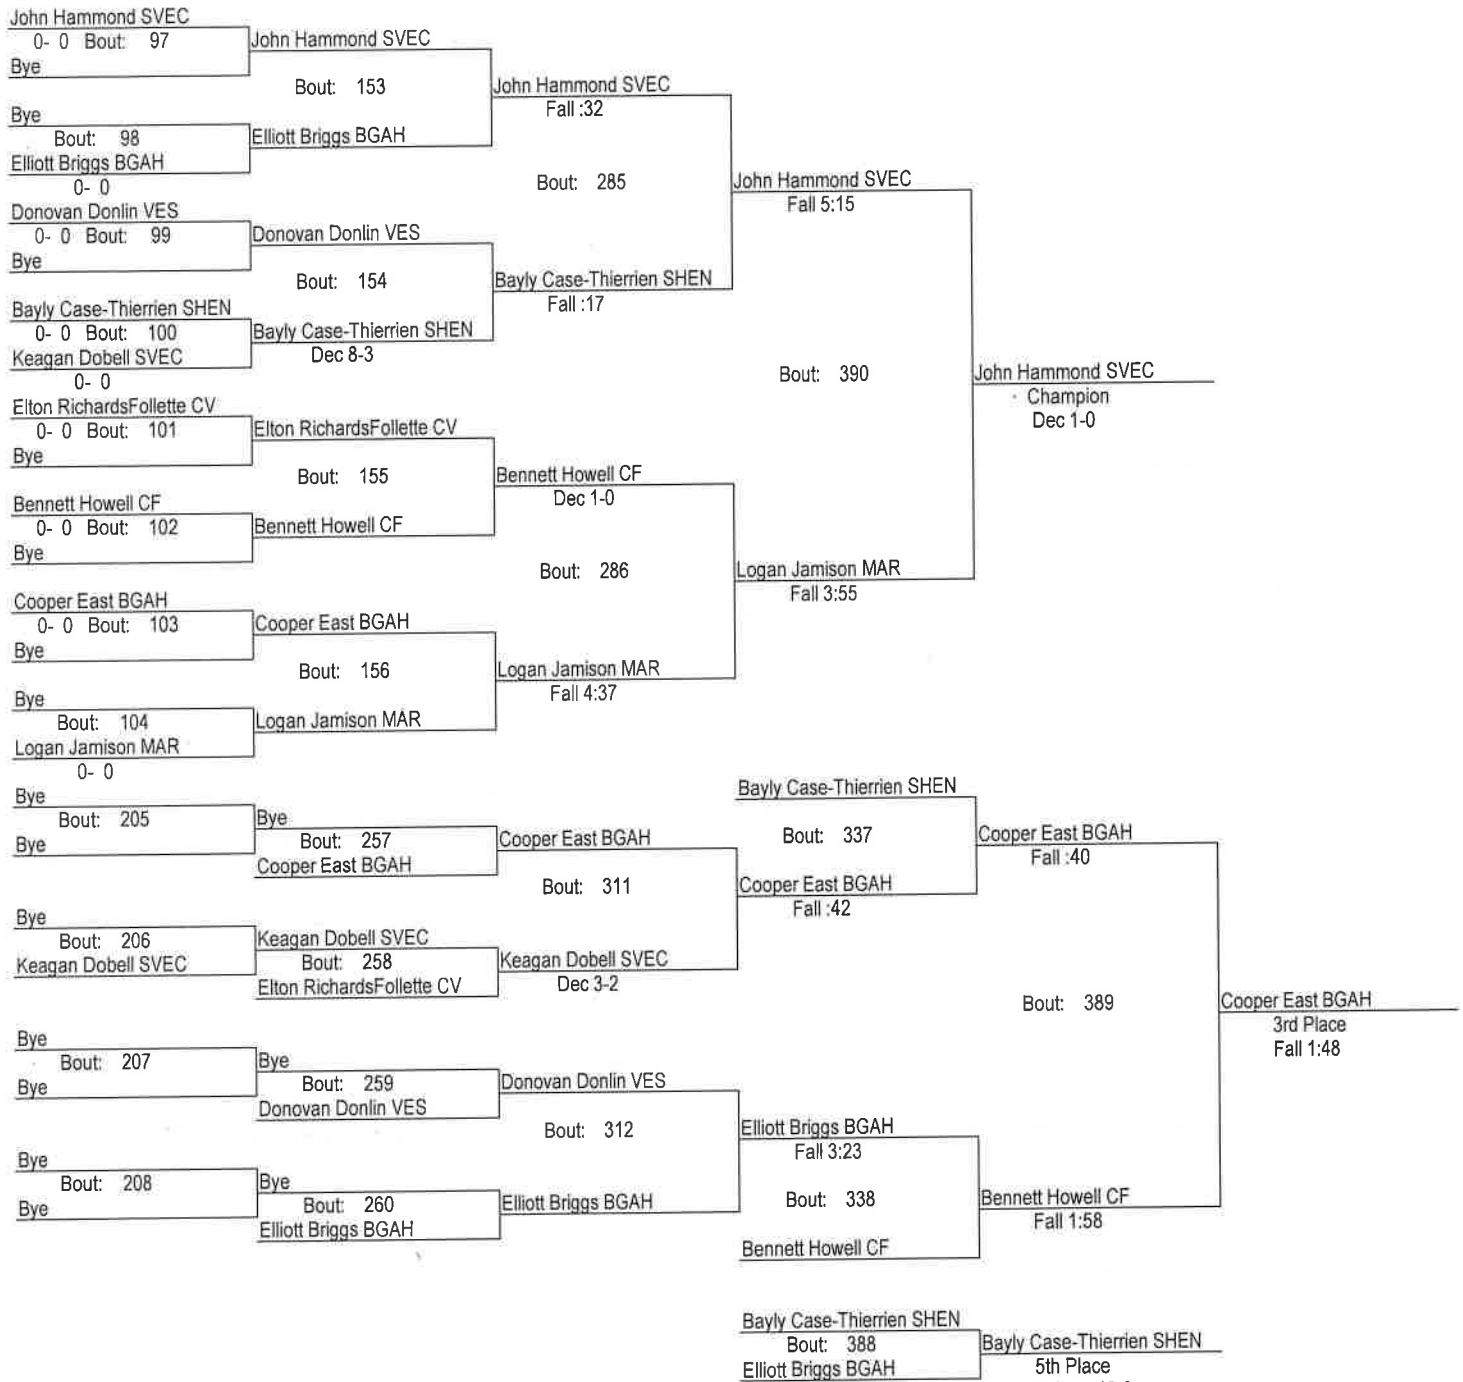 John Hammond SVEC
0- 0 Bout: 97
Bye
John Hammond SVEC
Bout: 153
John Hammond SVEC
Fall :32
Bye
Bout: 98
Elliott Briggs BGAH
Elliott Briggs BGAH
0- 0
Bout: 285
John Hammond SVEC
Fall 5:15
Donovan Donlin VES
0- 0 Bout: 99
Bye
Donovan Donlin VES
Bout: 154
Bayly Case-Thierrien SHEN
Fall :17
Bayly Case-Thierrien SHEN
0- 0 Bout: 100
Keagan Dobell SVEC
0- 0
Bayly Case-Thierrien SHEN
Dec 8-3
Bout: 390
John Hammond SVEC
Champion
Dec 1-0
Elton RichardsFollette CV
0- 0 Bout: 101
Bye
Elton RichardsFollette CV
Bout: 155
Bennett Howell CF
Dec 1-0
Bennett Howell CF
0- 0 Bout: 102
Bye
Bennett Howell CF
Bout: 286
Logan Jamison MAR
Fall 3:55
Cooper East BGAH
0- 0 Bout: 103
Bye
Cooper East BGAH
Bout: 156
Logan Jamison MAR
Fall 4:37
Bye
Bout: 104
Logan Jamison MAR
0- 0
Logan Jamison MAR
Bye
Bout: 205
Bye
Bye
Bout: 257
Cooper East BGAH
Cooper East BGAH
Bout: 311
Bayly Case-Thierrien SHEN
Bout: 337
Cooper East BGAH
Fall :42
Cooper East BGAH
Fall :40
Bye
Bout: 206
Keagan Dobell SVEC
Keagan Dobell SVEC
Bout: 258
Elton RichardsFollette CV
Keagan Dobell SVEC
Dec 3-2
Bout: 389
Cooper East BGAH
3rd Place
Fall 1:48
Bye
Bout: 207
Bye
Bye
Bout: 259
Donovan Donlin VES
Donovan Donlin VES
Bout: 312
Elliott Briggs BGAH
Fall 3:23
Bout: 338
Bennett Howell CF
Bennett Howell CF
Fall 1:58
Bye
Bout: 208
Bye
Bye
Bout: 260
Elliott Briggs BGAH
Elliott Briggs BGAH
Bayly Case-Thierrien SHEN
Bout: 388
Elliott Briggs BGAH
Bayly Case-Thierrien SHEN
5th Place